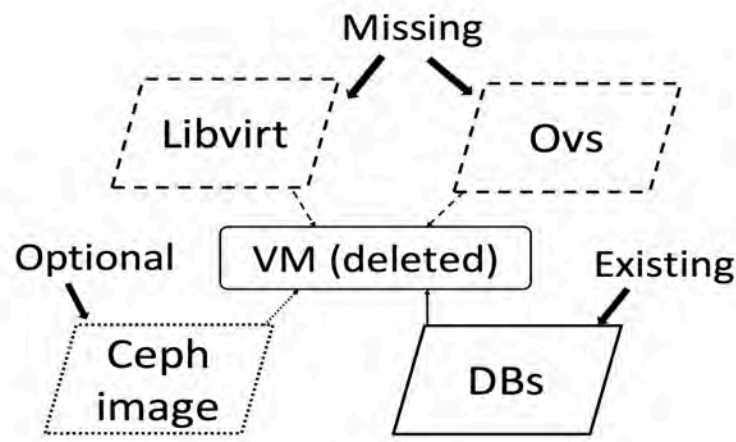 Missing
Libvirt
Ovs
Optional
VM (deleted)
Existing
Ceph
image
DBs